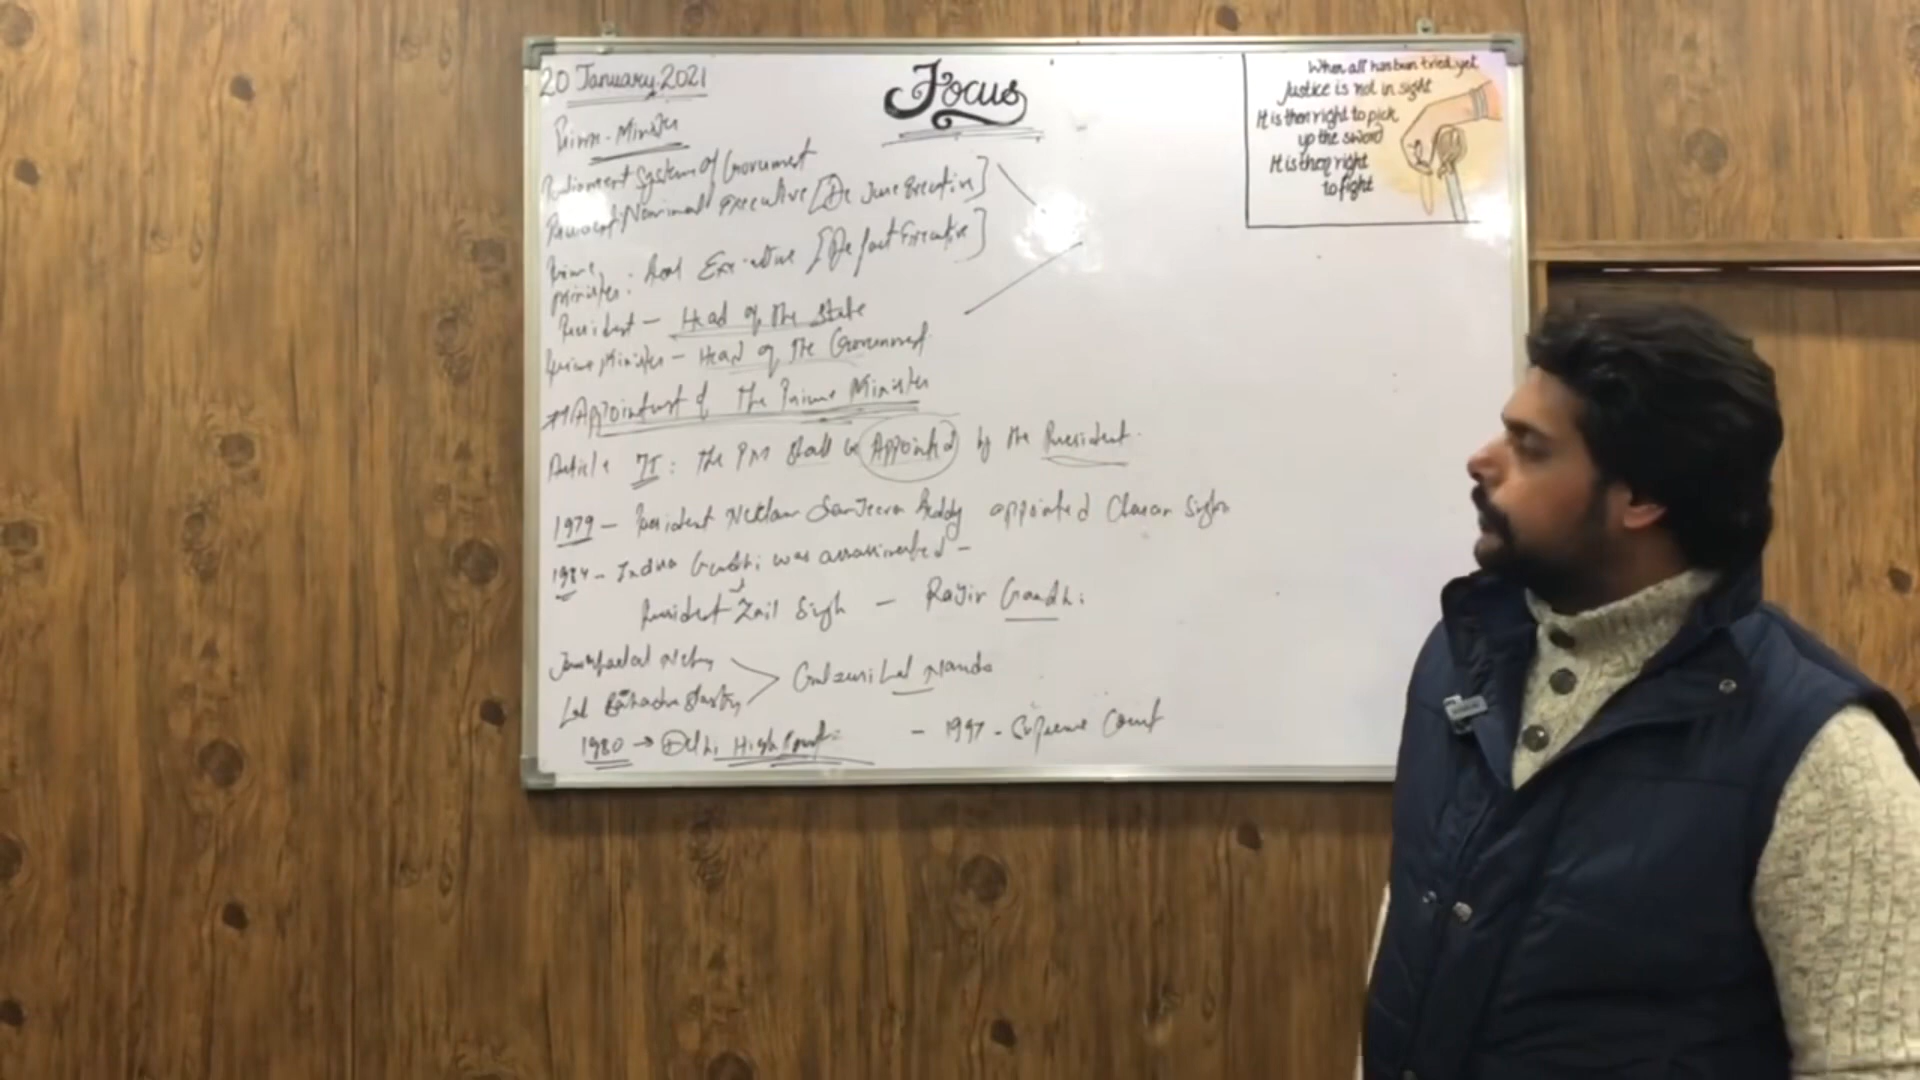 20 January 2021
Focus
When all has been tried yet
Justice is not in sight
It is then right to pick
up the sword
It is then right
to fight
Prime-Minister
Parliament System of Government
Nominal Executive [De Jure Executive]
Prime
Minister: Real Executive [De facto Executive]
President - Head of the State
Prime Minister - Head of the Government
# Appointment of the Prime Minister
Article : The PM shall be Appointed by the President.
1979 - President Neelam Sanjeeva Reddy appointed Charan Singh
1984 - Indira Gandhi was assassinated -
President Zail Singh - Rajiv Gandhi
Jawaharlal Nehru
Gulzari Lal Nanda
Lal Bahadur Shastry
1980 → Delhi High Court - 1997 - Supreme Court